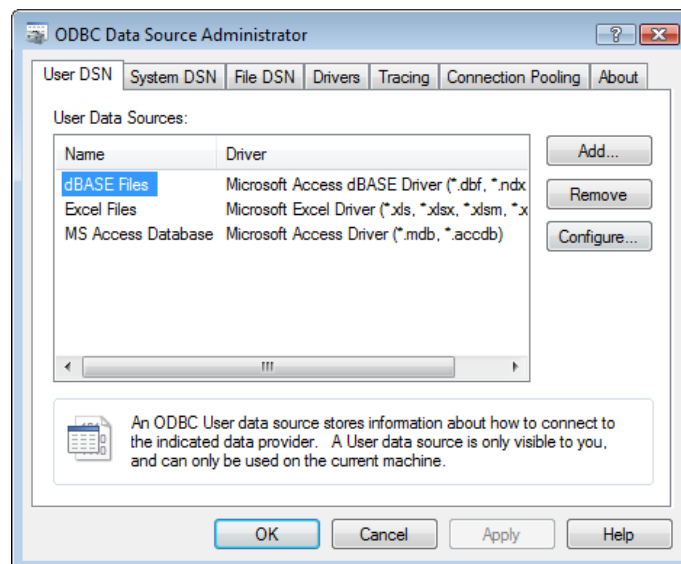 ODBC Data Source Administrator
User DSN System DSN File DSN Drivers Tracing Connection Pooling About
User Data Sources:
Name Driver
dBASE Files Microsoft Access dBASE Driver (*.dbf, *.ndx
Excel Files Microsoft Excel Driver (*.xls, *.xlsx, *.xlsm, *.x
MS Access Database Microsoft Access Driver (*.mdb, *.accdb)
Add...
Remove
Configure...
An ODBC User data source stores information about how to connect to
the indicated data provider. A User data source is only visible to you,
and can only be used on the current machine.
OK Cancel Apply Help